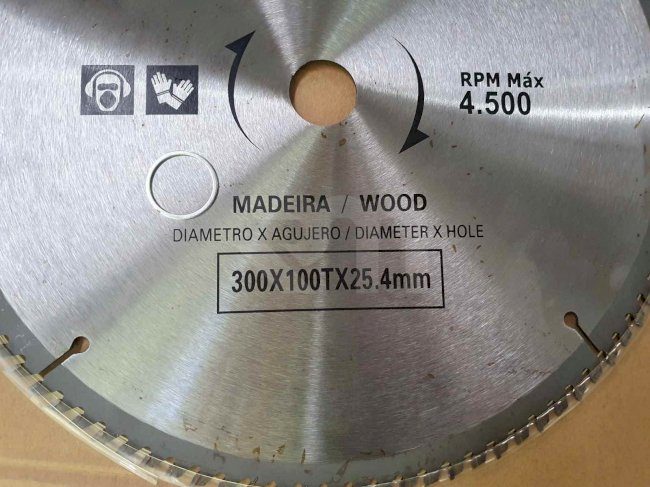 RPM Máx
4.500
MADEIRA / WOOD
DIAMETRO X AGUJERO / DIAMETER X HOLE
300X100TX25.4mm